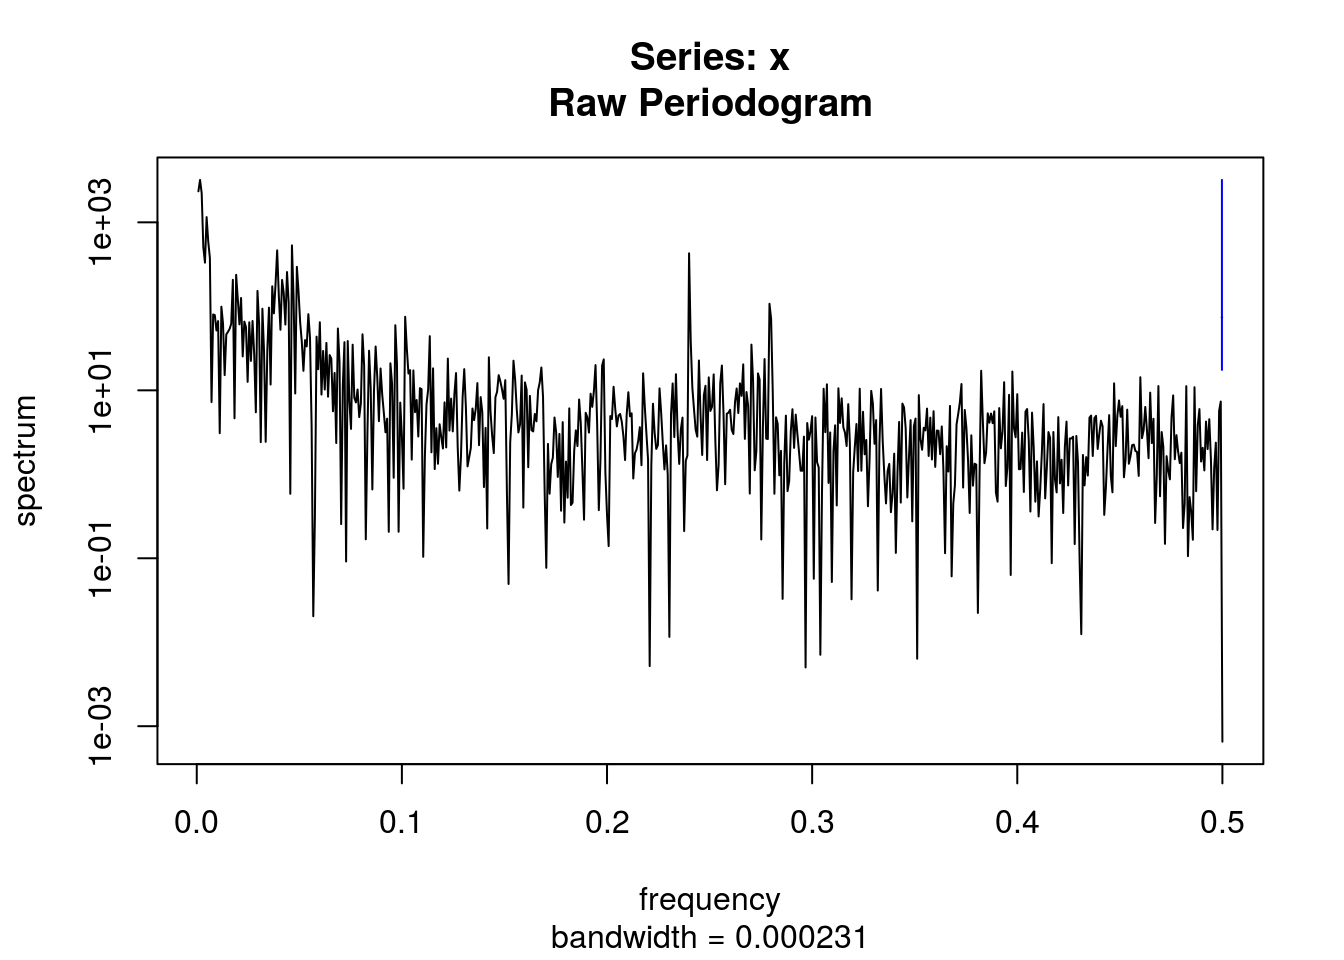 Series: x
Raw Periodogram
spectrum
1e+03
1e+01
1e-01
1e-03
0.0 0.1 0.2 0.3 0.4 0.5
frequency
bandwidth = 0.000231